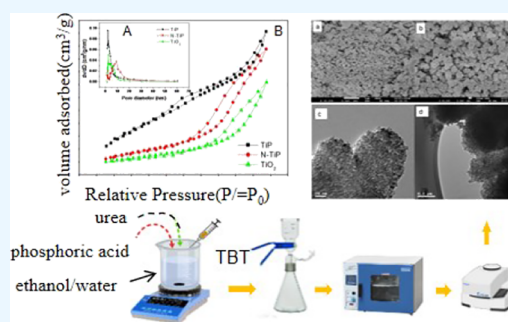 A
B
TiP
N-TiP
TiO2
Pore diameter(nm)
volume adsorbed(cm3/g)
TiP
N-TiP
TiO2
Relative Pressure(P/=P0)
a
b
c
d
urea
phosphoric acid
ethanol/water
TBT